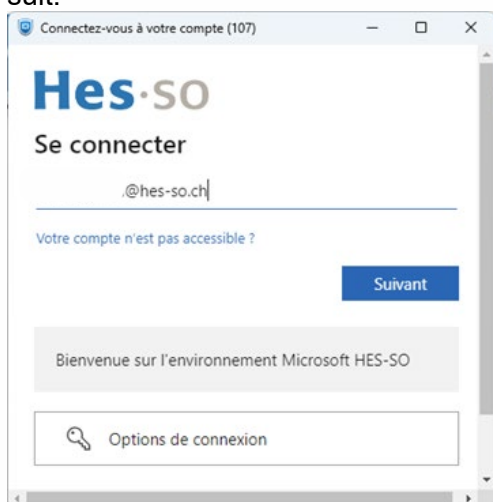 suit.
Connectez-vous à votre compte (107)
Hes·so
Se connecter
.@hes-so.ch
Votre compte n'est pas accessible ?
Suivant
Bienvenue sur l'environnement Microsoft HES-SO
Options de connexion